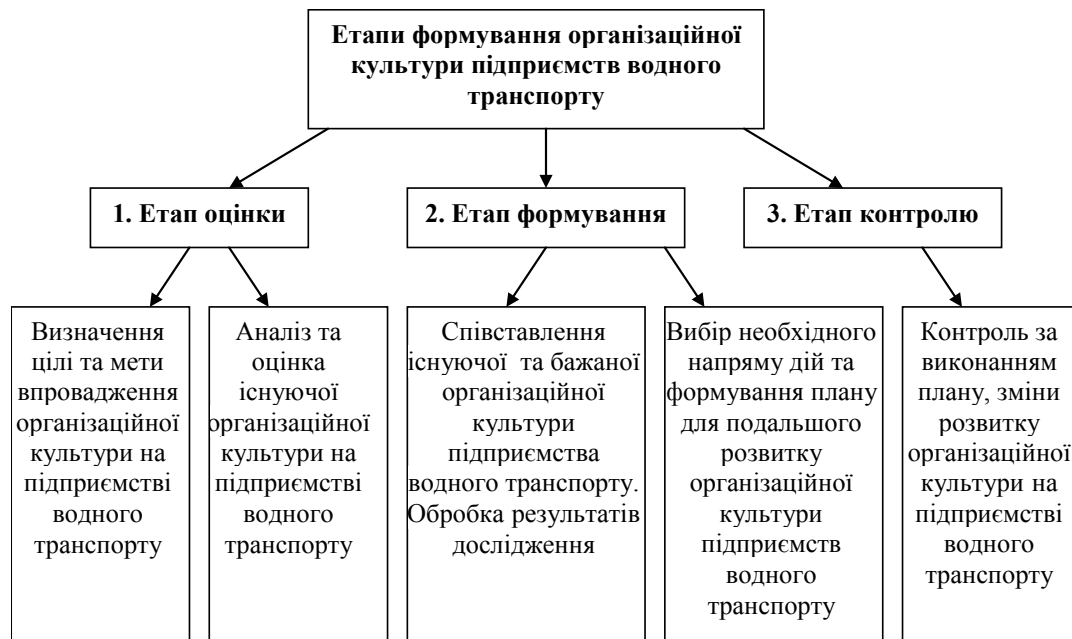 Етапи формування організаційної
культури підприємств водного
транспорту
1. Етап оцінки
2. Етап формування
3. Етап контролю
Визначення
цілі та мети
впровадження
організаційної
культури на
підприємстві
водного
транспорту
Аналіз та
оцінка
існуючої
організаційної
культури на
підприємстві
водного
транспорту
Співставлення
існуючої та бажаної
організаційної
культури
підприємства
водного транспорту.
Обробка результатів
дослідження
Вибір необхідного
напряму дій та
формування плану
для подальшого
розвитку
організаційної
культури
підприємств
водного
транспорту
Контроль за
виконанням
плану, зміни
розвитку
організаційної
культури на
підприємстві
водного
транспорту